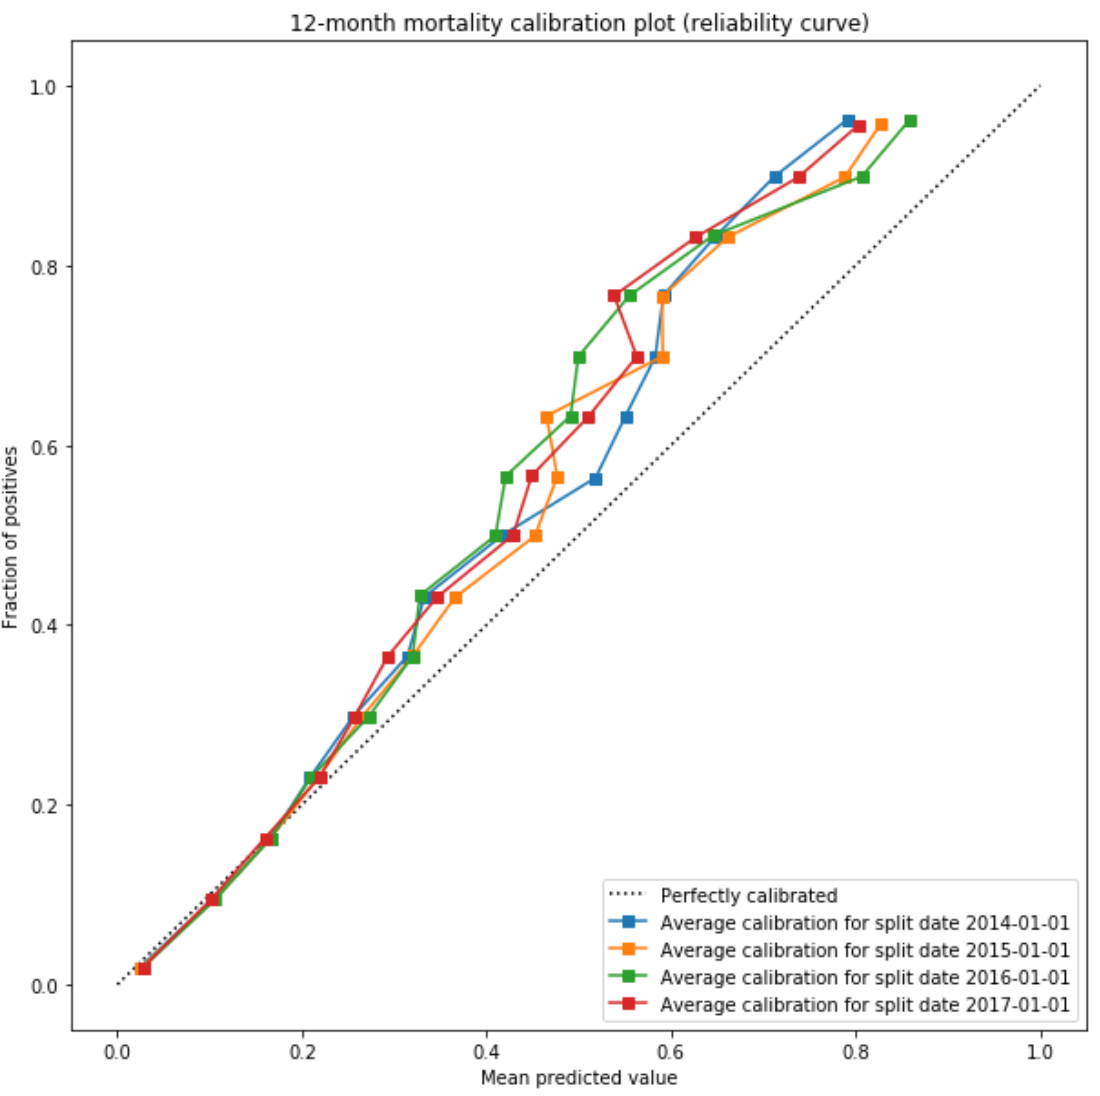 12-month mortality calibration plot (reliability curve)
Fraction of positives
1.0
0.8
0.6
0.4
0.2
0.0
Perfectly calibrated
Average calibration for split date 2014-01-01
Average calibration for split date 2015-01-01
Average calibration for split date 2016-01-01
Average calibration for split date 2017-01-01
0.0 0.2 0.4 0.6 0.8 1.0
Mean predicted value